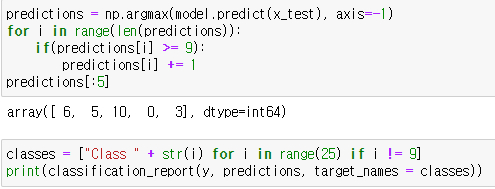 predictions = np.argmax(model.predict(x_test), axis=-1)
for i in range(len(predictions)):
    if(predictions[i] >= 9):
        predictions[i] += 1
predictions[:5]
array([ 6,  5, 10,  0,  3], dtype=int64)
classes = ["Class " + str(i) for i in range(25) if i != 9]
print(classification_report(y, predictions, target_names = classes))